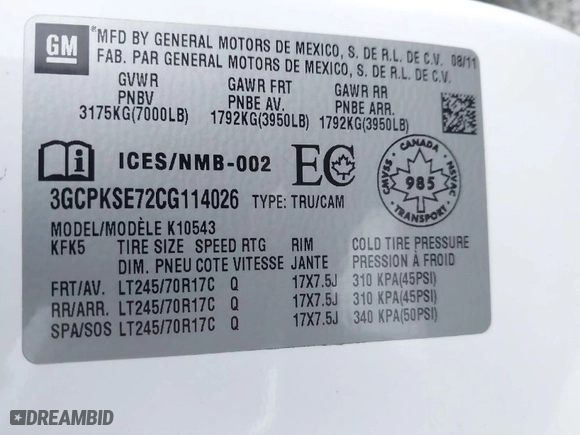 GM
®MFD BY GENERAL MOTORS DE MEXICO, S. DE R.L. DE C.V. 08/11
FAB. PAR GENERAL MOTORS DE MEXICO, S. DE R.L. DE C.V.
GVWR GAWR FRT GAWR RR
PNBV PNBE AV. PNBE ARR.
3175KG(7000LB) 1792KG(3950LB) 1792KG(3950LB)
ICES/NMB-002 EC
CANADA CMVSS 985 NSVAC TRANSPORT
3GCPKSE72CG114026 TYPE: TRU/CAM
MODEL/MODÈLE K10543
KFK5 TIRE SIZE SPEED RTG RIM COLD TIRE PRESSURE
DIM. PNEU COTE VITESSE JANTE PRESSION À FROID
FRT/AV. LT245/70R17C Q 17X7.5J 310 KPA(45PSI)
RR/ARR. LT245/70R17C Q 17X7.5J 310 KPA(45PSI)
SPA/SOS LT245/70R17C Q 17X7.5J 340 KPA(50PSI)
DREAMBID